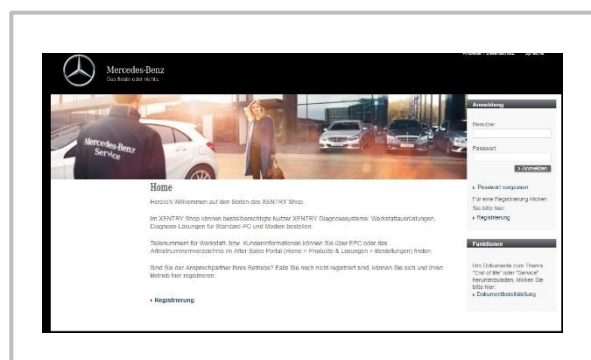 Anbieter / Datenschutz Sprache
Mercedes-Benz
Das Beste oder nichts.
Mercedes-Benz
Service
Home
Herzlich Willkommen auf den Seiten des XENTRY Shop.
Im XENTRY Shop können bestellberechtigte Nutzer XENTRY Diagnosesysteme, Werkstattausrüstungen,
Diagnose-Lösungen für Standard PC und Medien bestellen.
Teilenummern für Werkstatt- bzw. Kundeninformationen können Sie über EPC oder das
Artikelnummernverzeichnis im After-Sales Portal (Home > Produkte & Lösungen > Bestellungen) finden.
Sind Sie der Ansprechpartner Ihres Betriebs? Falls Sie noch nicht registriert sind, können Sie sich und Ihren
Betrieb hier registrieren:
Registrierung
Anmeldung
Benutzer
Passwort
> Anmelden
Passwort vergessen
Für eine Registrierung klicken
Sie bitte hier:
Registrierung
Funktionen
Um Dokumente zum Thema
"End of life" oder "Service"
herunterzuladen, klicken Sie
bitte hier:
Dokumentbereitstellung